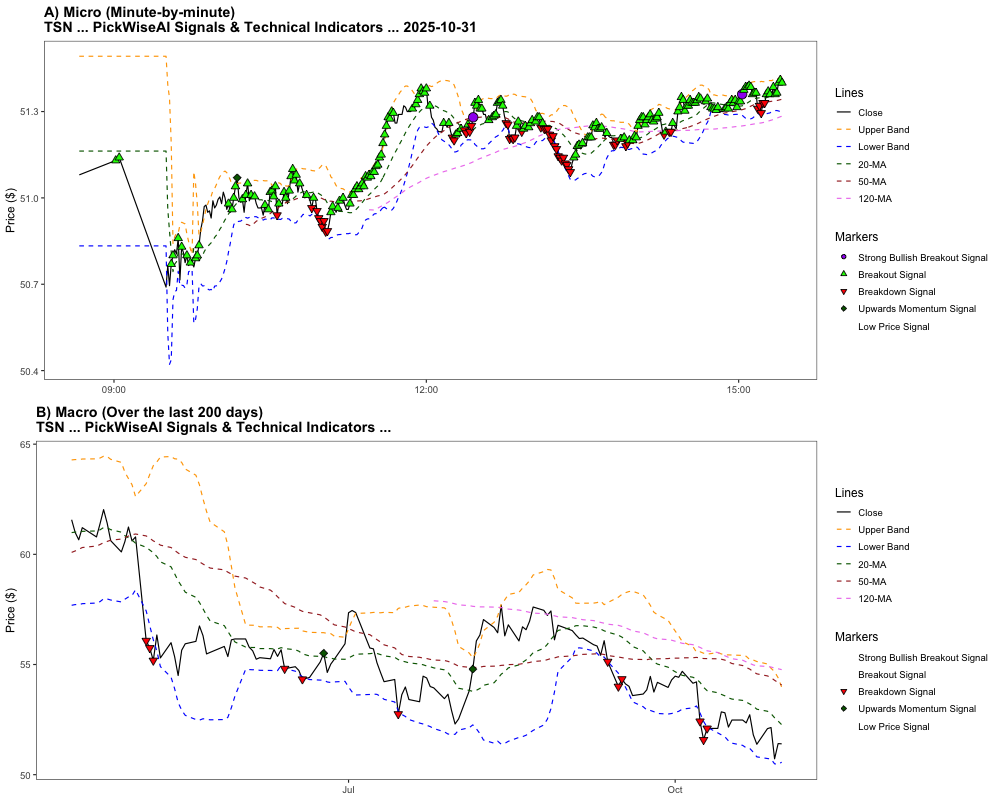 A) Micro (Minute-by-minute)
TSN ... PickWiseAI Signals & Technical Indicators ... 2025-10-31
Price ($)
51.3
51.0
50.7
50.4
09:00
12:00
15:00
Lines
Close
Upper Band
Lower Band
20-MA
50-MA
120-MA
Markers
Strong Bullish Breakout Signal
Breakout Signal
Breakdown Signal
Upwards Momentum Signal
Low Price Signal
B) Macro (Over the last 200 days)
TSN ... PickWiseAI Signals & Technical Indicators ...
Price ($)
65
60
55
50
Jul
Oct
Lines
Close
Upper Band
Lower Band
20-MA
50-MA
120-MA
Markers
Strong Bullish Breakout Signal
Breakout Signal
Breakdown Signal
Upwards Momentum Signal
Low Price Signal